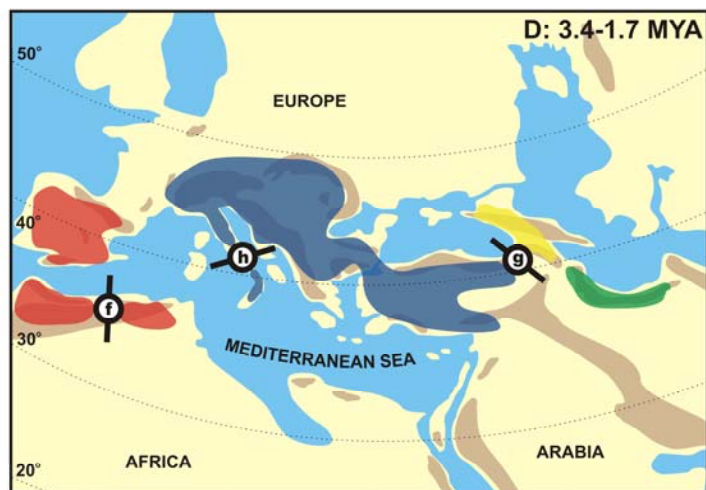 D: 3.4-1.7 MYA
50°
EUROPE
40°
h
g
f
30°
MEDITERRANEAN SEA
AFRICA
ARABIA
20°